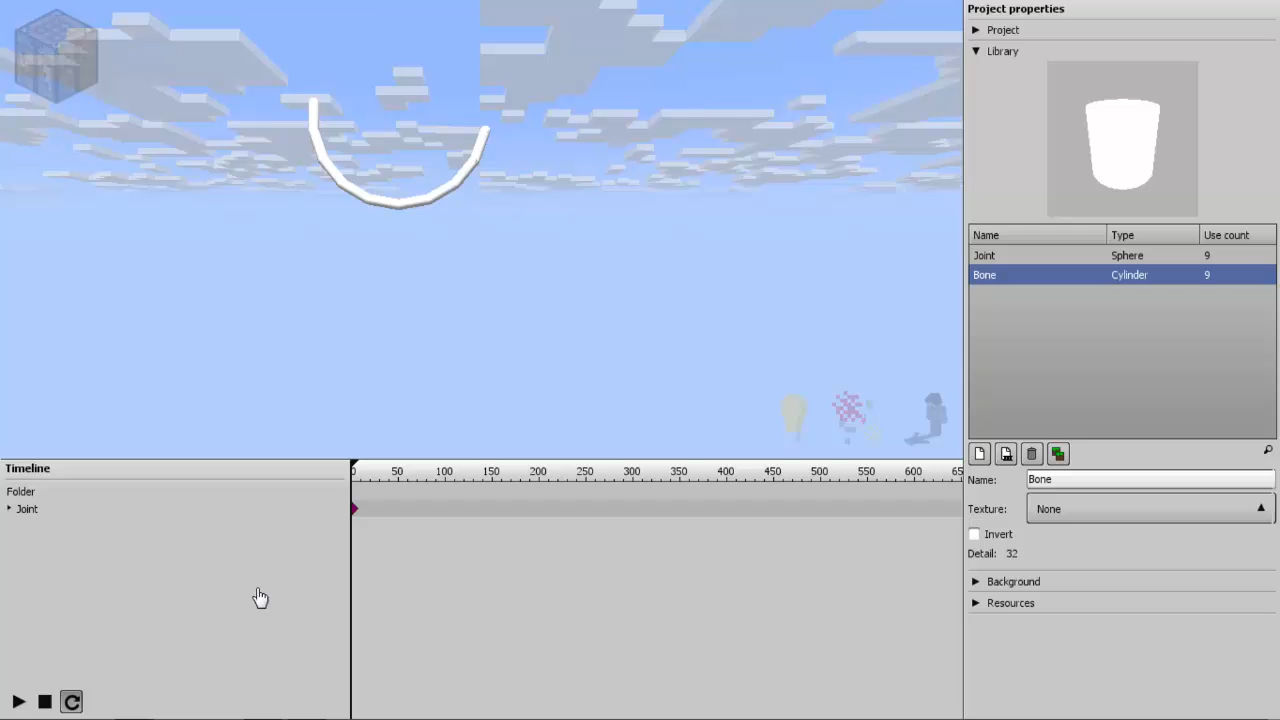 Project properties
Project
Library
Name Type Use count
Joint Sphere 9
Bone Cylinder 9
Name: Bone
Texture: None
Invert
Detail: 32
Background
Resources
Timeline
0 50 100 150 200 250 300 350 400 450 500 550 600 65
Folder
Joint